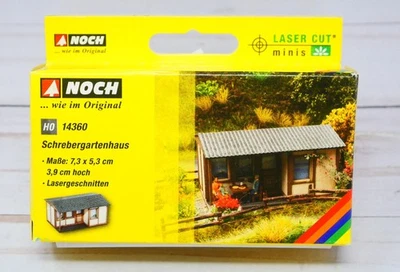 NOCH
... wie im Original
LASER CUT
minis
NOCH
... wie im Original
H0 14360
Schrebergartenhaus
• Maße: 7,3 x 5,3 cm
3,9 cm hoch
• Lasergeschnitten